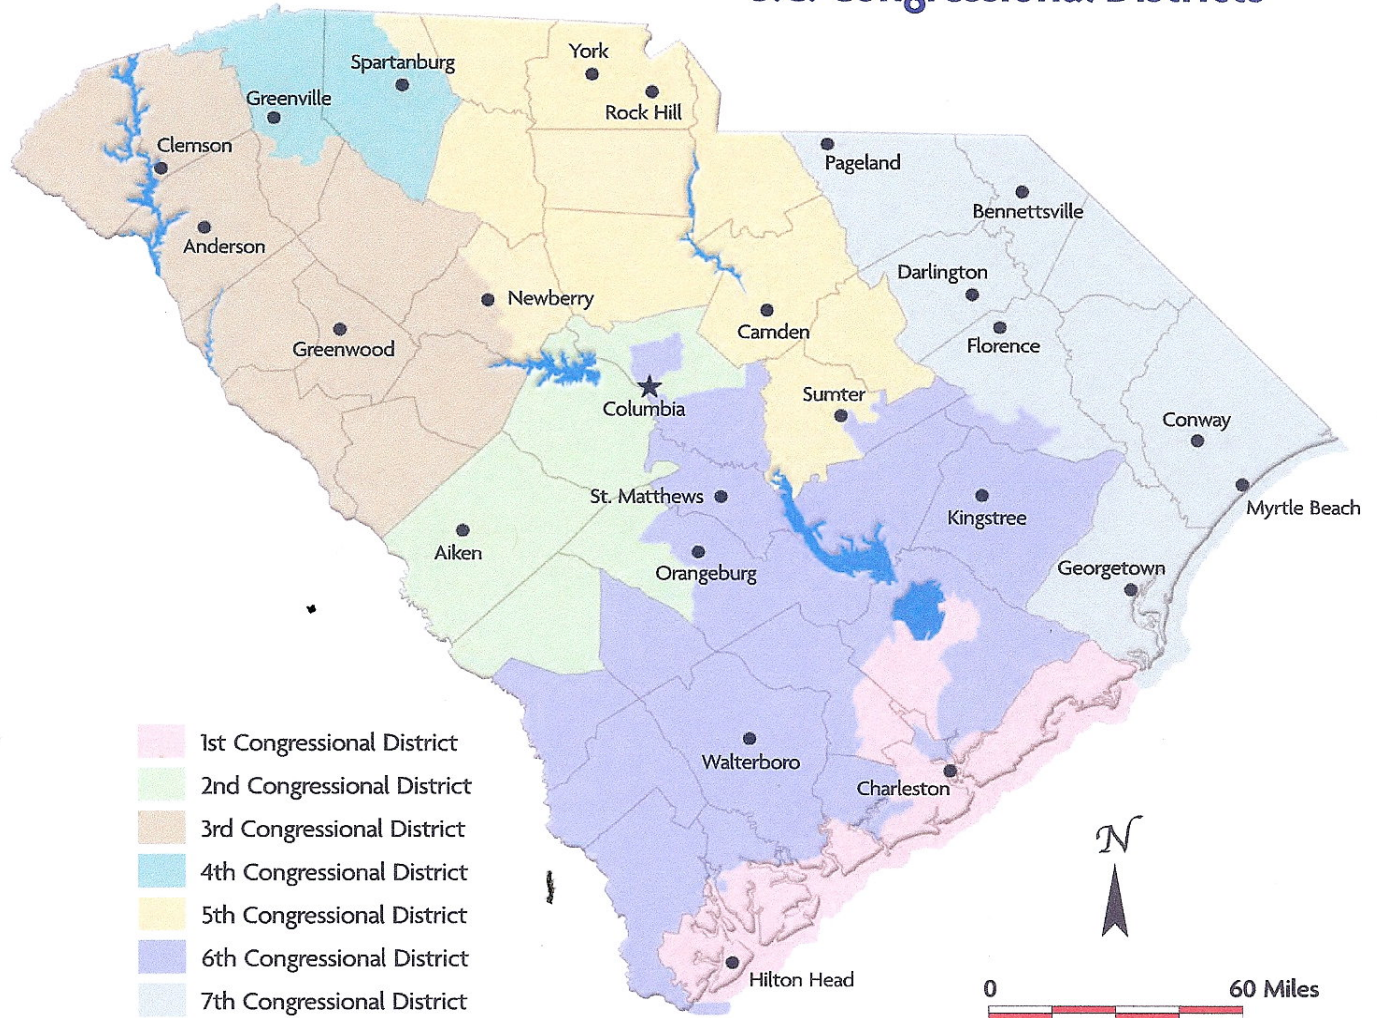 S.C. Congressional Districts
York
Spartanburg
Rock Hill
Greenville
Clemson
Pageland
Bennettsville
Anderson
Darlington
Newberry
Camden
Florence
Greenwood
Sumter
Columbia
Conway
St. Matthews
Kingstree
Myrtle Beach
Aiken
Orangeburg
Georgetown
Walterboro
Charleston
Hilton Head
1st Congressional District
2nd Congressional District
3rd Congressional District
4th Congressional District
5th Congressional District
6th Congressional District
7th Congressional District
N
0 60 Miles